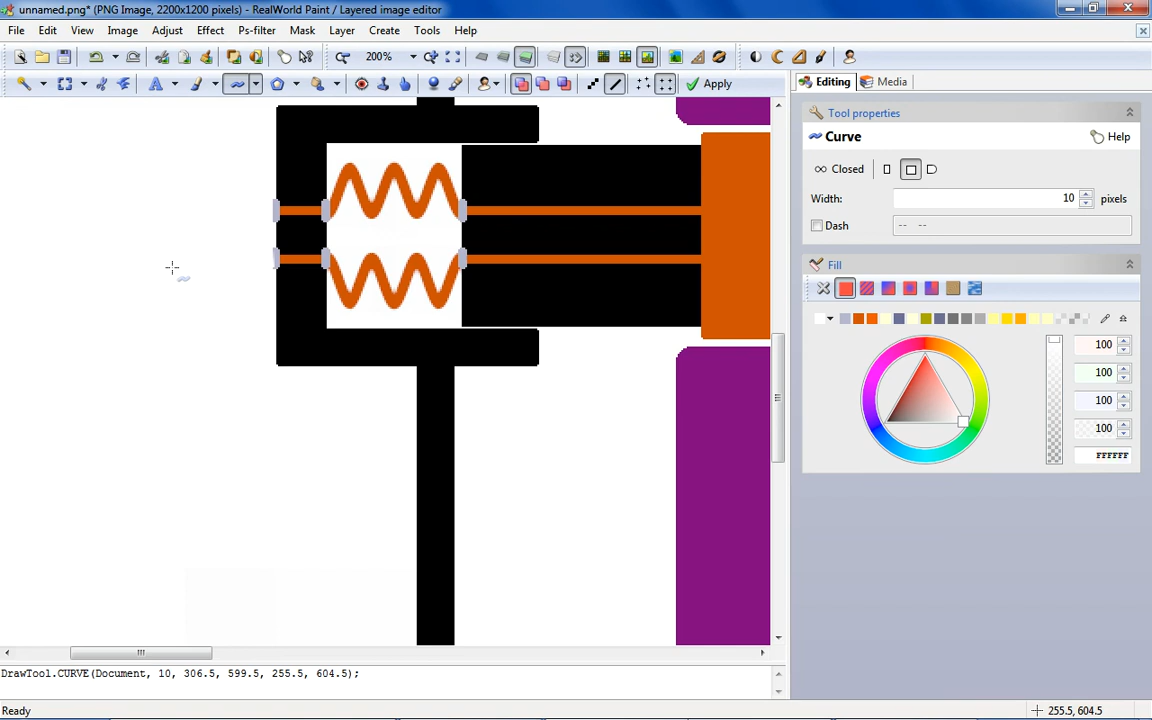 unnamed.png* (PNG Image, 2200x1200 pixels) - RealWorld Paint / Layered image editor
File Edit View Image Adjust Effect Ps-filter Mask Layer Create Tools Help
200%
Apply
Editing Media
Tool properties
Curve Help
Closed
Width: 10 pixels
Dash -- --
Fill
100
100
100
100
FFFFFF
DrawTool.CURVE(Document, 10, 306.5, 599.5, 255.5, 604.5);
Ready 255.5, 604.5